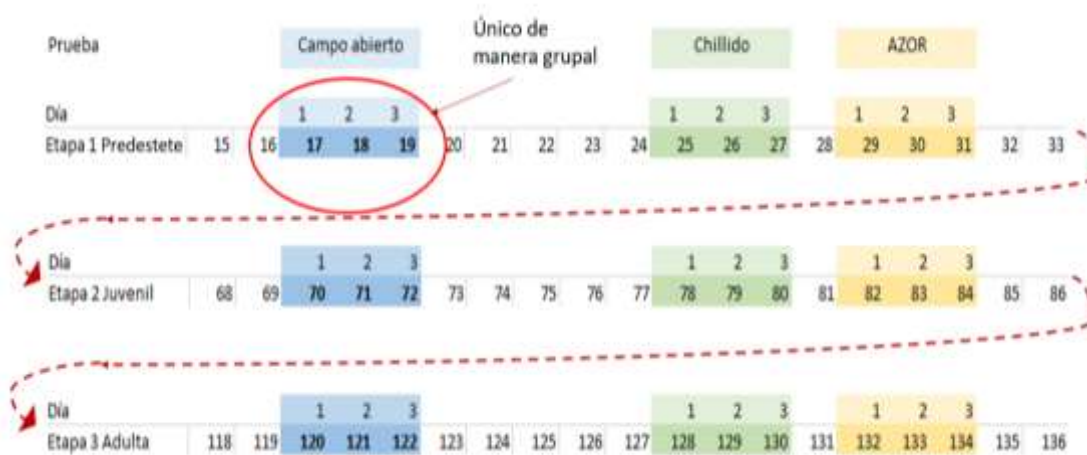 Prueba Campo abierto Único de manera grupal Chillido AZOR
Día 1 2 3 1 2 3 1 2 3
Etapa 1 Predestete 15 16 17 18 19 20 21 22 23 24 25 26 27 28 29 30 31 32 33
Día 1 2 3 1 2 3 1 2 3
Etapa 2 Juvenil 68 69 70 71 72 73 74 75 76 77 78 79 80 81 82 83 84 85 86
Día 1 2 3 1 2 3 1 2 3
Etapa 3 Adulta 118 119 120 121 122 123 124 125 126 127 128 129 130 131 132 133 134 135 136